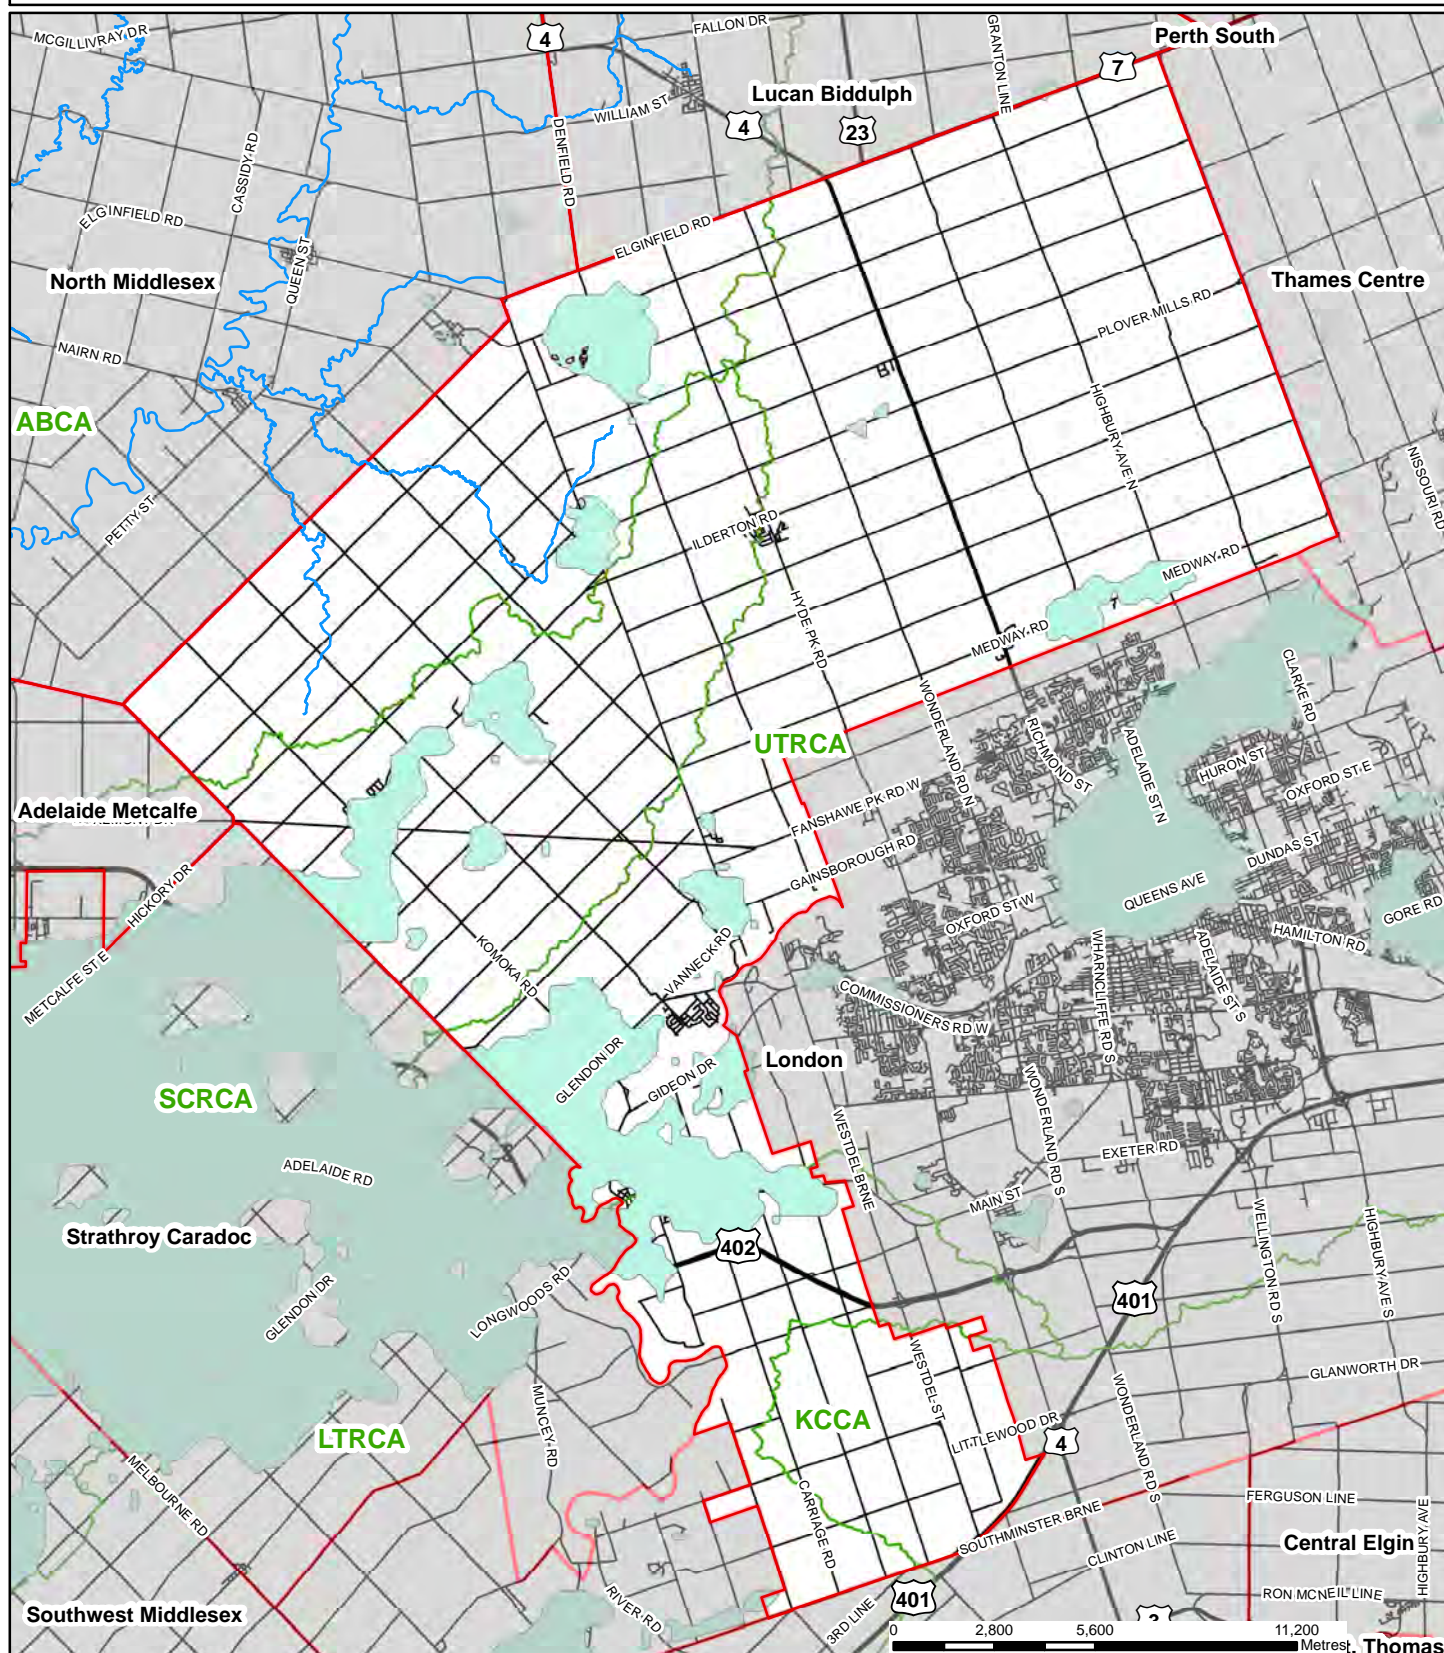 MCGILLIVRAY DR
4
FALLON DR
GRANTON LINE
Perth South
7
Lucan Biddulph
WILLIAM ST
4
23
DENFIELD RD
CASSIDY RD
ELGINFIELD RD
ELGINFIELD RD
QUEEN ST
North Middlesex
Thames Centre
PLOVER MILLS RD
NAIRN RD
ABCA
HIGHBURY AVE N
NISSOURI RD
PETTY ST
ILDERTON RD
MEDWAY RD
HYDE PK RD
MEDWAY RD
CLARKE RD
WONDERLAND RD N
RICHMOND ST
UTRCA
ADELAIDE ST N
HURON ST
OXFORD ST E
FANSHAWE PK RD W
Adelaide Metcalfe
DUNDAS ST
GAINSBOROUGH RD
HICKORY DR
QUEENS AVE
GORE RD
OXFORD ST W
HAMILTON RD
KOMOKA RD
VANNECK RD
METCALFE ST E
WHARNCLIFFE RD S
ADELAIDE ST S
COMMISSIONERS RD W
London
GLENDON DR
GIDEON DR
SCRCA
WONDERLAND RD S
WESTDEL BRNE
EXETER RD
ADELAIDE RD
MAIN ST
WELLINGTON RD S
HIGHBURY AVE S
Strathroy Caradoc
402
GLENDON DR
LONGWOODS RD
401
WESTDEL ST
GLANWORTH DR
MUNCEY RD
KCCA
WONDERLAND RD S
LITTLEWOOD DR
LTRCA
4
MELBOURNE RD
CARRIAGE RD
FERGUSON LINE
HIGHBURY AVE
SOUTHMINSTER BRNE
Central Elgin
CLINTON LINE
RON MCNEIL LINE
401
Southwest Middlesex
RIVER RD
3RD LINE
3
0 2,800 5,600 11,200
Metres
. Thomas